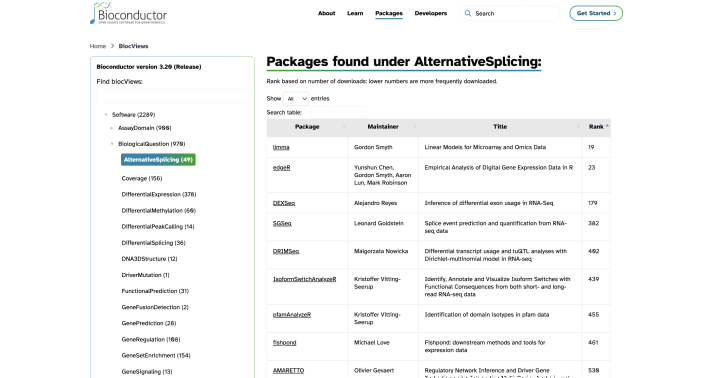 Bioconductor
OPEN SOURCE SOFTWARE FOR BIOINFORMATICS
About Learn Packages Developers Search Get Started
Home > BiocViews
Bioconductor version 3.20 (Release)
Find biocViews:
Software (2289)
AssayDomain (900)
BiologicalQuestion (970)
AlternativeSplicing (49)
Coverage (156)
DifferentialExpression (378)
DifferentialMethylation (60)
DifferentialPeakCalling (14)
DifferentialSplicing (36)
DNA3DStructure (12)
DriverMutation (1)
FunctionalPrediction (31)
GeneFusionDetection (2)
GenePrediction (20)
GeneRegulation (100)
GeneSetEnrichment (154)
GeneSignaling (13)
Packages found under AlternativeSplicing:
Rank based on number of downloads: lower numbers are more frequently downloaded.
Show All entries
Search table:
Package Maintainer Title Rank
limma Gordon Smyth Linear Models for Microarray and Omics Data 19
edgeR Yunshun Chen, Empirical Analysis of Digital Gene Expression Data in R 23
Gordon Smyth, Aaron
Lun, Mark Robinson
DEXSeq Alejandro Reyes Inference of differential exon usage in RNA-Seq 179
SGSeq Leonard Goldstein Splice event prediction and quantification from RNA-
seq data 382
DRIMSeq Malgorzata Nowicka Differential transcript usage and tuQTL analyses with
Dirichlet-multinomial model in RNA-seq 402
IsoformSwitchAnalyzeR Kristoffer Vitting-
Seerup Identify, Annotate and Visualize Isoform Switches with
Functional Consequences from both short- and long-
read RNA-seq data 439
pfamAnalyzeR Kristoffer Vitting-
Seerup Identification of domain isotypes in pfam data 455
fishpond Michael Love Fishpond: downstream methods and tools for
expression data 461
AMARETTO Olivier Gevaert Regulatory Network Inference and Driver Gene 530